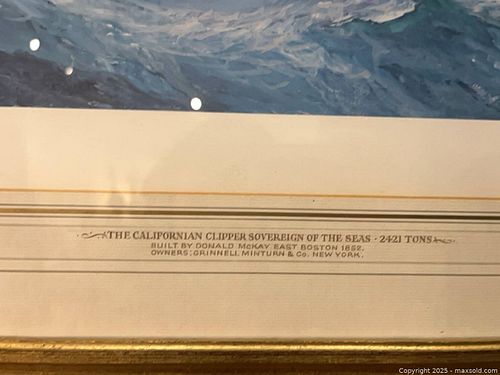 THE CALIFORNIAN CLIPPER SOVEREIGN OF THE SEAS · 2421 TONS
BUILT BY DONALD McKAY EAST BOSTON 1852.
OWNERS; GRINNELL MINTURN & Co. NEW YORK.
Copyright © 2025 - maxsold.com